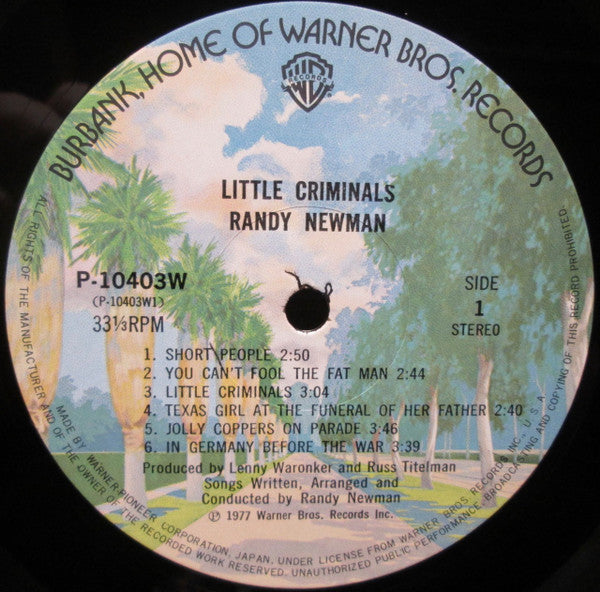 BURBANK, HOME OF WARNER BROS. RECORDS
WB RECORDS
LITTLE CRIMINALS
RANDY NEWMAN
P-10403W
(P-10403W1)
33⅓RPM
SIDE
1
STEREO
1. SHORT PEOPLE 2:50
2. YOU CAN'T FOOL THE FAT MAN 2:44
3. LITTLE CRIMINALS 3:04
4. TEXAS GIRL AT THE FUNERAL OF HER FATHER 2:40
5. JOLLY COPPERS ON PARADE 3:46
6. IN GERMANY BEFORE THE WAR 3:39
Produced by Lenny Waronker and Russ Titelman
Songs Written, Arranged and
Conducted by Randy Newman
℗ 1977 Warner Bros. Records Inc.
MADE BY WARNER-PIONEER CORPORATION, JAPAN, UNDER LICENSE FROM WARNER BROS RECORDS INC., U.S.A.
ALL RIGHTS OF THE MANUFACTURER AND OF THE OWNER OF THE RECORDED WORK RESERVED. UNAUTHORIZED PUBLIC PERFORMANCE, BROADCASTING AND COPYING OF THIS RECORD PROHIBITED.